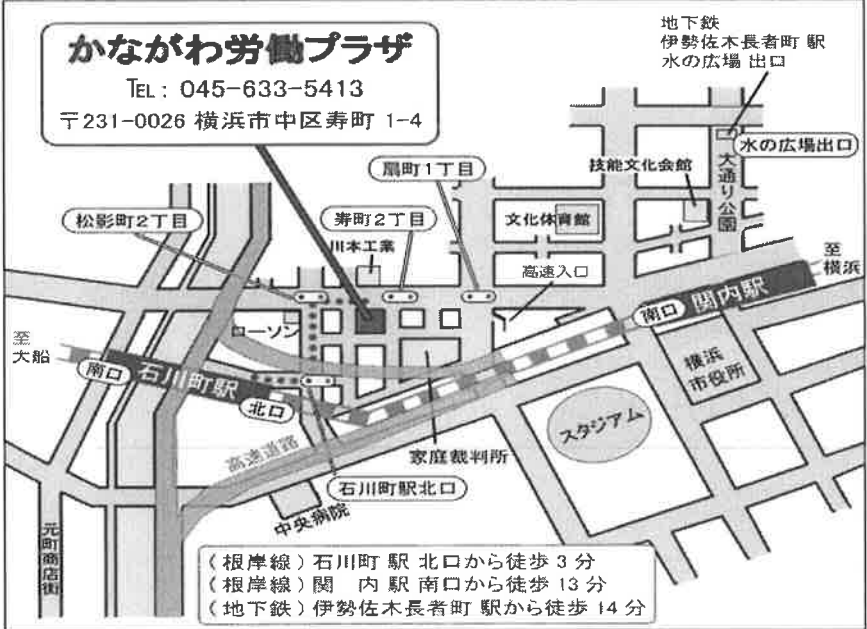 かながわ労働プラザ
TEL: 045-633-5413
〒231-0026 横浜市中区寿町 1-4
地下鉄
伊勢佐木長者町 駅
水の広場 出口
水の広場出口
技能文化会館
大通り公園
扇町1丁目
松影町2丁目
寿町2丁目
川本工業
文化体育館
高速入口
至
横浜
関内駅
南口
ローソン
至
大船
南口
石川町駅
北口
横浜
市役所
スタジアム
高速道路
家庭裁判所
石川町駅北口
中央病院
元町商店街
(根岸線)石川町 駅 北口から徒歩 3 分
(根岸線)関 内 駅 南口から徒歩 13 分
(地下鉄)伊勢佐木長者町 駅から徒歩 14 分